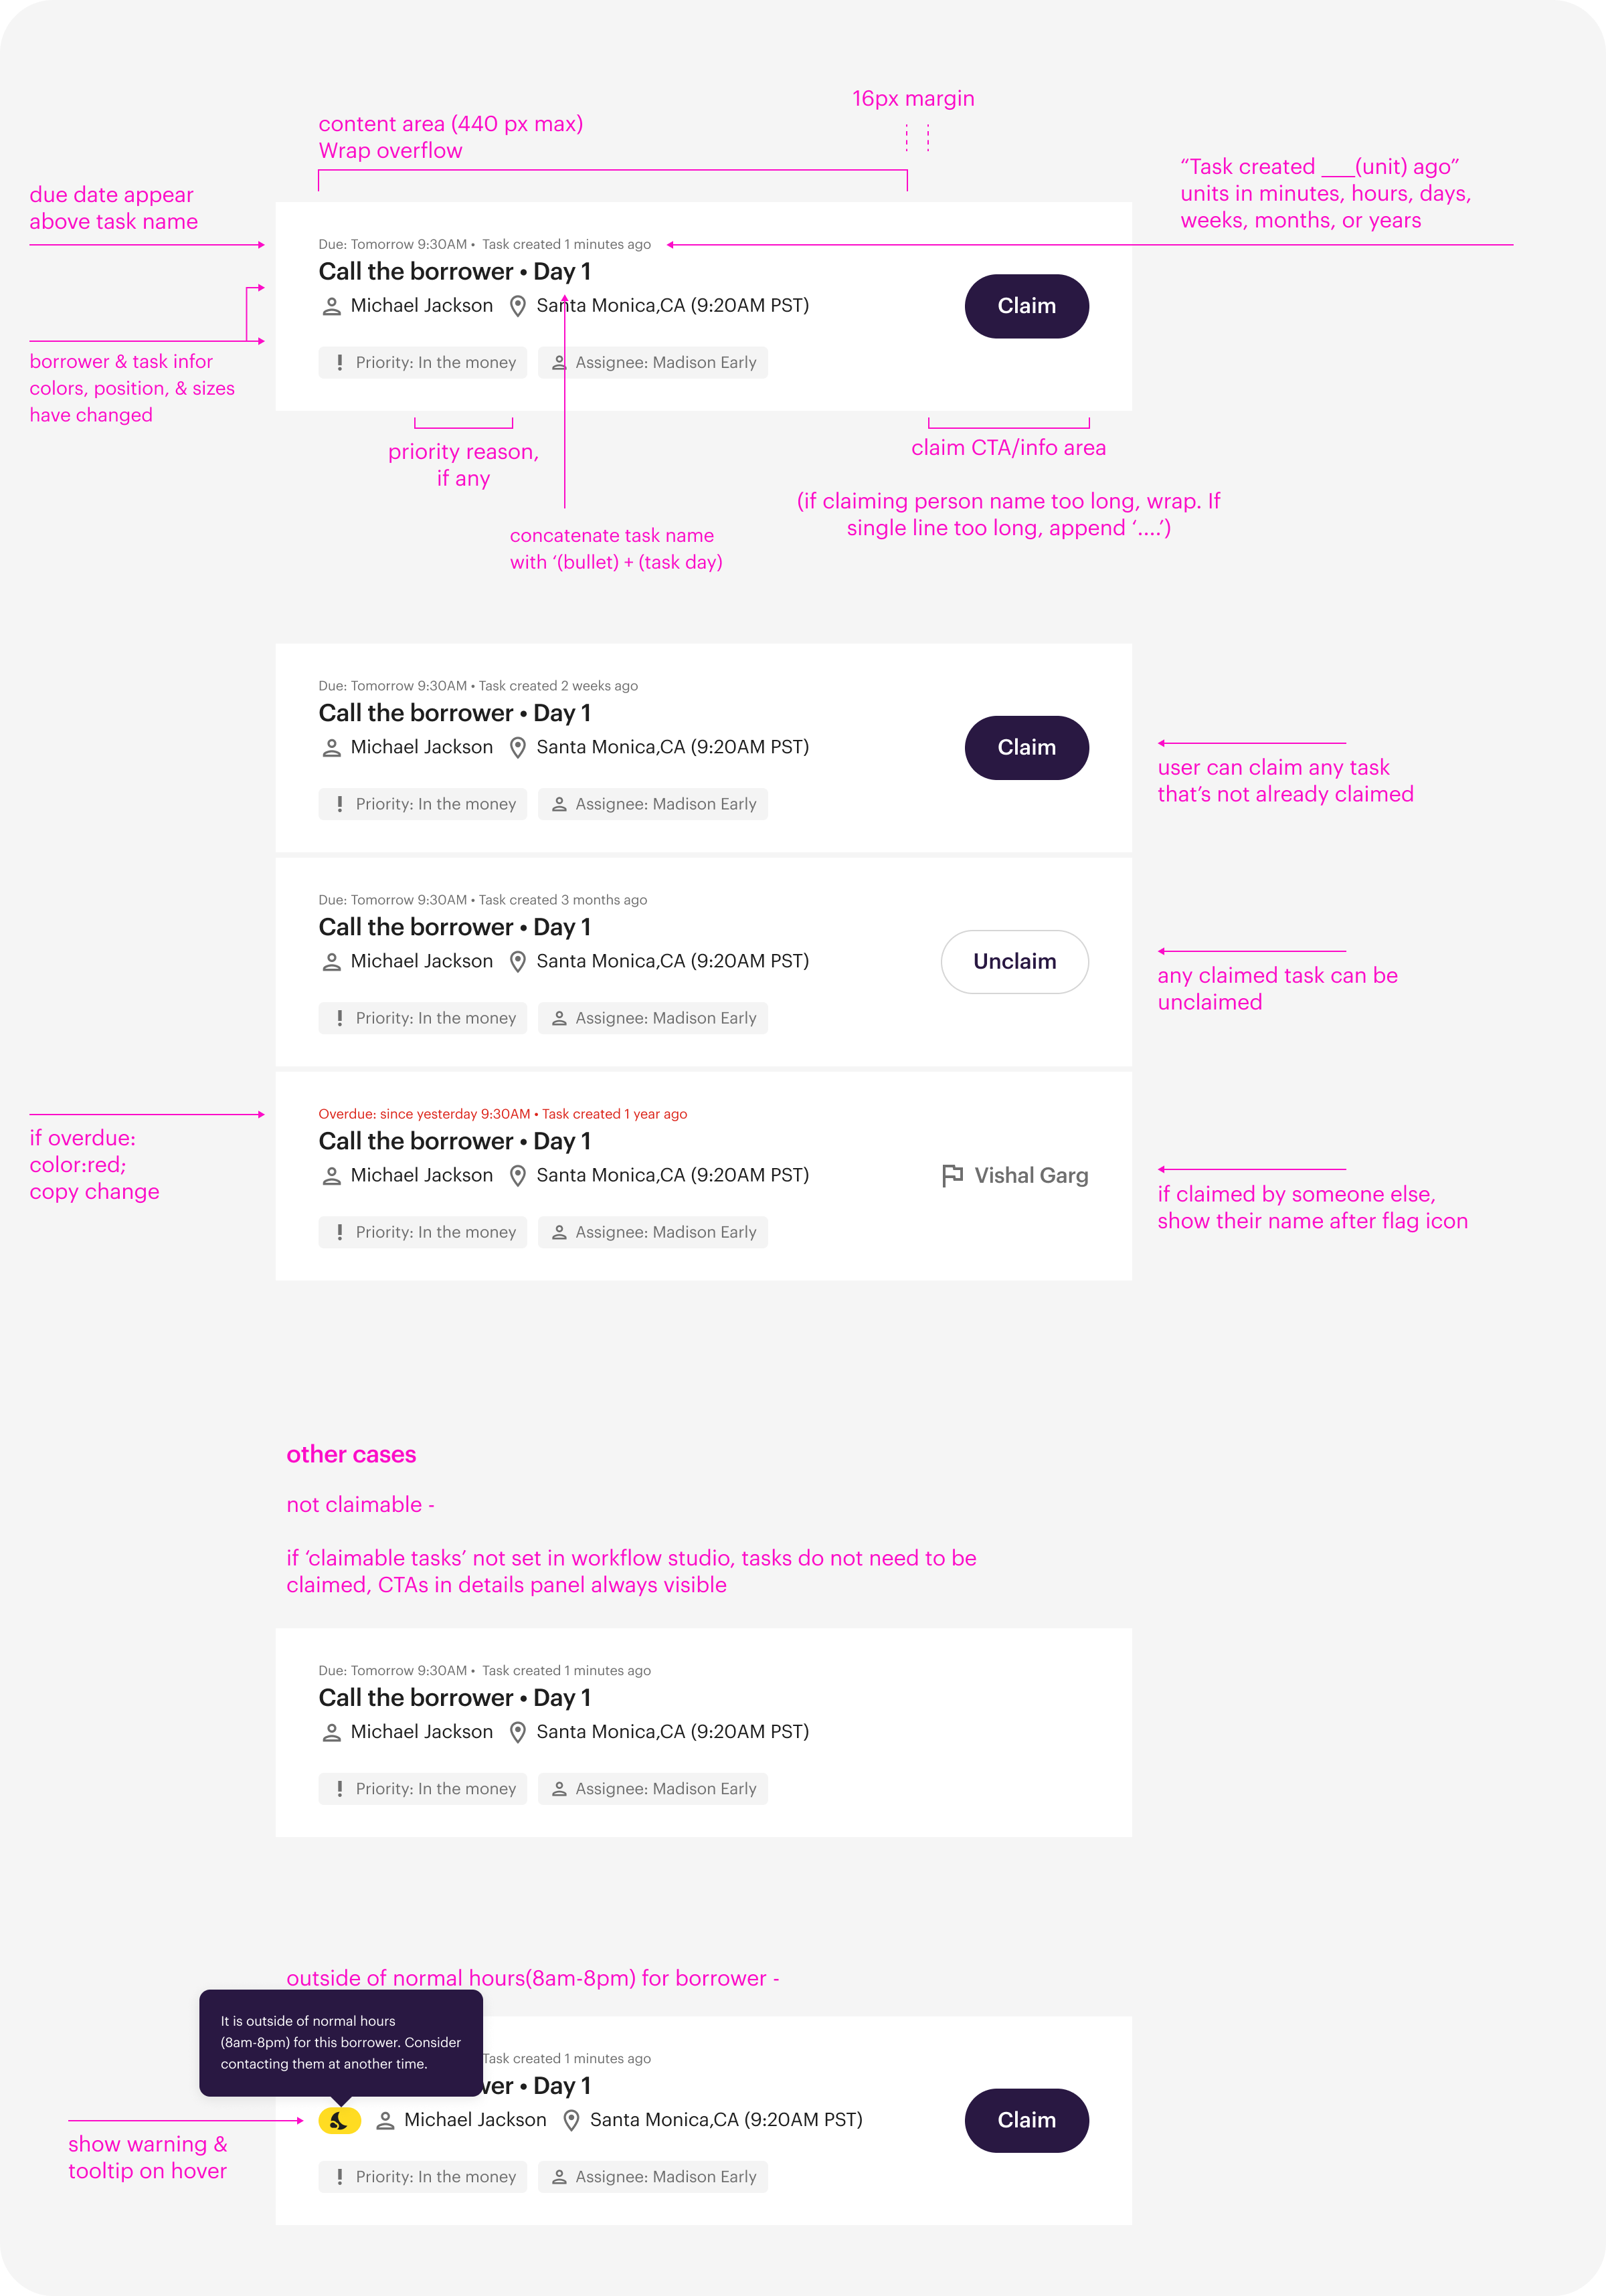 16px margin
content area (440 px max)
Wrap overflow
“Task created ___(unit) ago”
units in minutes, hours, days,
weeks, months, or years
due date appear
above task name
Due: Tomorrow 9:30AM • Task created 1 minutes ago
Call the borrower • Day 1
Michael Jackson Santa Monica,CA (9:20AM PST)
Claim
Priority: In the money Assignee: Madison Early
borrower & task infor
colors, position, & sizes
have changed
priority reason,
if any
claim CTA/info area
(if claiming person name too long, wrap. If
single line too long, append ‘....’)
concatenate task name
with ‘(bullet) + (task day)
Due: Tomorrow 9:30AM • Task created 2 weeks ago
Call the borrower • Day 1
Michael Jackson Santa Monica,CA (9:20AM PST)
Claim
Priority: In the money Assignee: Madison Early
user can claim any task
that’s not already claimed
Due: Tomorrow 9:30AM • Task created 3 months ago
Call the borrower • Day 1
Michael Jackson Santa Monica,CA (9:20AM PST)
Unclaim
Priority: In the money Assignee: Madison Early
any claimed task can be
unclaimed
Overdue: since yesterday 9:30AM • Task created 1 year ago
Call the borrower • Day 1
Michael Jackson Santa Monica,CA (9:20AM PST)
Vishal Garg
Priority: In the money Assignee: Madison Early
if overdue:
color:red;
copy change
if claimed by someone else,
show their name after flag icon
other cases
not claimable -
if ‘claimable tasks’ not set in workflow studio, tasks do not need to be
claimed, CTAs in details panel always visible
Due: Tomorrow 9:30AM • Task created 1 minutes ago
Call the borrower • Day 1
Michael Jackson Santa Monica,CA (9:20AM PST)
Priority: In the money Assignee: Madison Early
outside of normal hours(8am-8pm) for borrower -
It is outside of normal hours
(8am-8pm) for this borrower. Consider
contacting them at another time.
Task created 1 minutes ago
ver • Day 1
Michael Jackson Santa Monica,CA (9:20AM PST)
Claim
Priority: In the money Assignee: Madison Early
show warning &
tooltip on hover